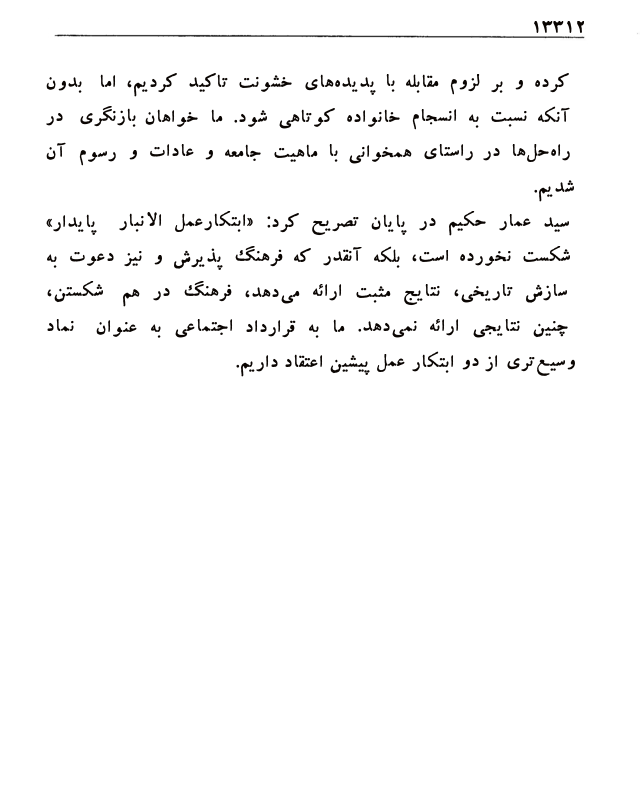 ۱۳۳۱۲
کرده و بر لزوم مقابله با پدیده‌های خشونت تاکید کردیم، اما بدون
آنکه نسبت به انسجام خانواده کوتاهی شود. ما خواهان بازنگری در
راه‌حل‌ها در راستای همخوانی با ماهیت جامعه و عادات و رسوم آن
شدیم.
سید عمار حکیم در پایان تصریح کرد: «ابتکارعمل الانبار پایدار»
شکست نخورده است، بلکه آنقدر که فرهنگ پذیرش و نیز دعوت به
سازش تاریخی، نتایج مثبت ارائه می‌دهد، فرهنگ در هم شکستن،
چنین نتایجی ارائه نمی‌دهد. ما به قرارداد اجتماعی به عنوان نماد
وسیع‌تری از دو ابتکار عمل پیشین اعتقاد داریم.